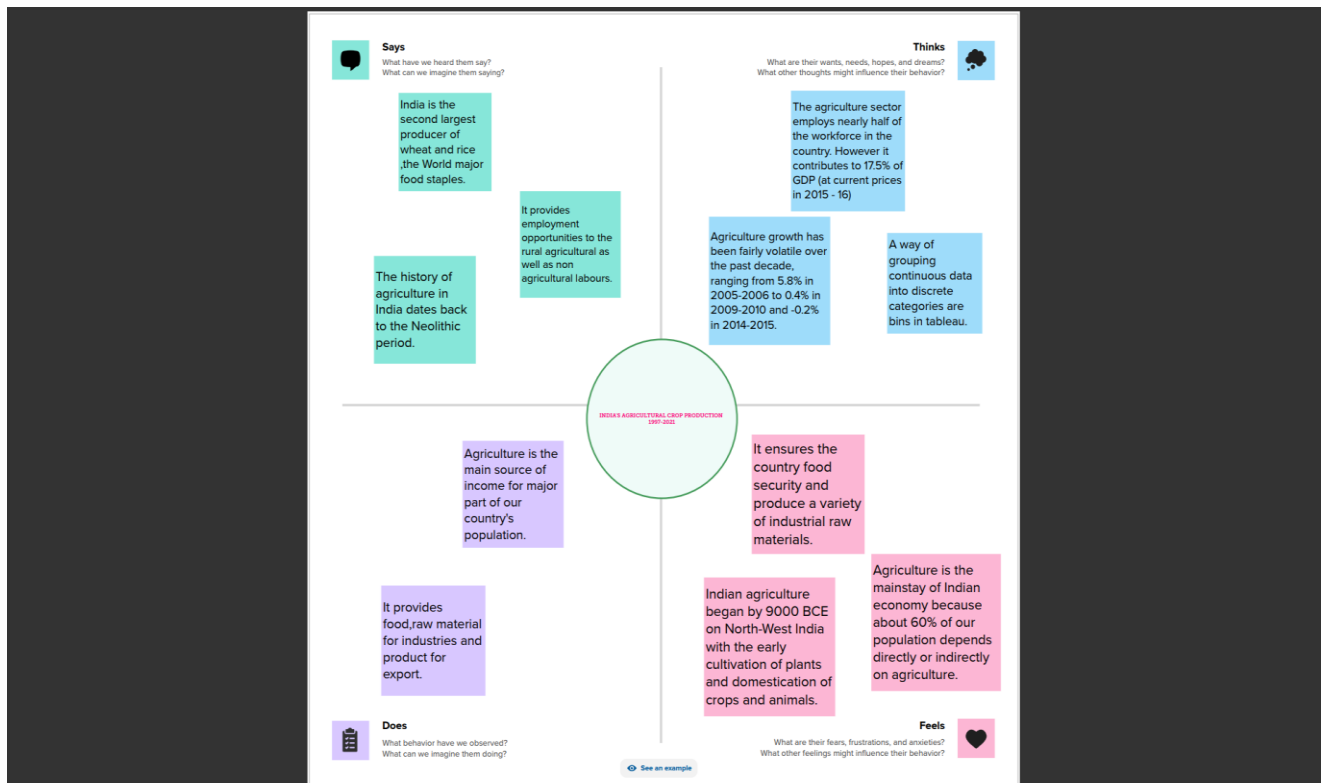 Says
What have we heard them say?
What can we imagine them saying?
India is the
second largest
producer of
wheat and rice
,the World major
food staples.
It provides
employment
opportunities to the
rural agricultural as
well as non
agricultural labours.
The history of
agriculture in
India dates back
to the Neolithic
period.
Thinks
What are their wants, needs, hopes, and dreams?
What other thoughts might influence their behavior?
The agriculture sector
employs nearly half of
the workforce in the
country. However it
contributes to 17.5% of
GDP (at current prices
in 2015 - 16)
Agriculture growth has
been fairly volatile over
the past decade,
ranging from 5.8% in
2005-2006 to 0.4% in
2009-2010 and -0.2%
in 2014-2015.
A way of
grouping
continuous data
into discrete
categories are
bins in tableau.
INDIA'S AGRICULTURAL CROP PRODUCTION
1997-2021
Agriculture is the
main source of
income for major
part of our
country's
population.
It provides
food,raw material
for industries and
product for
export.
Does
What behavior have we observed?
What can we imagine them doing?
It ensures the
country food
security and
produce a variety
of industrial raw
materials.
Indian agriculture
began by 9000 BCE
on North-West India
with the early
cultivation of plants
and domestication of
crops and animals.
Agriculture is the
mainstay of Indian
economy because
about 60% of our
population depends
directly or indirectly
on agriculture.
Feels
What are their fears, frustrations, and anxieties?
What other feelings might influence their behavior?
See an example